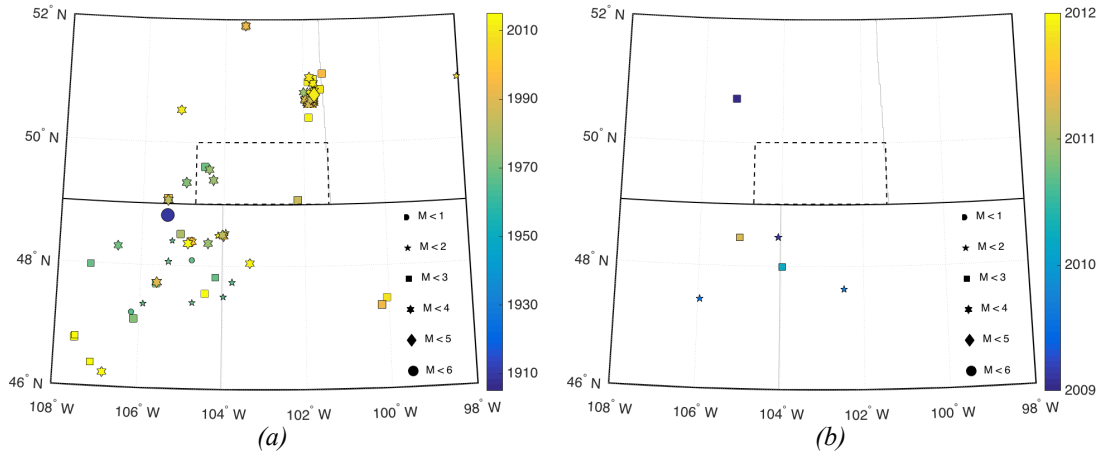 52° N
50° N
48° N
46° N
108° W
106° W
104° W
102° W
100° W
98° W
2010
1990
1970
1950
1930
1910
M < 1
M < 2
M < 3
M < 4
M < 5
M < 6
(a)
52° N
50° N
48° N
46° N
108° W
106° W
104° W
102° W
100° W
98° W
2012
2011
2010
2010
2009
M < 1
M < 2
M < 3
M < 4
M < 5
M < 6
(b)